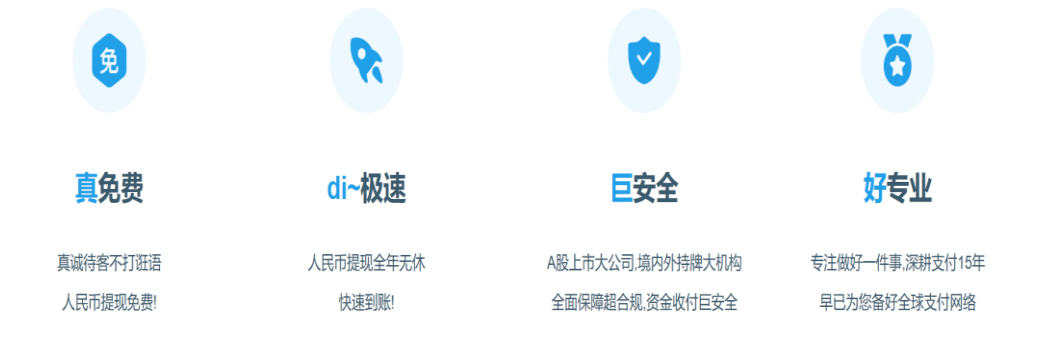 免
真免费
di~极速
巨安全
好专业
真诚待客不打诳语
人民币提现全年无休
A股上市大公司,境内外持牌大机构
专注做好一件事,深耕支付15年
人民币提现免费!
快速到账!
全面保障超合规,资金收付巨安全
早已为您备好全球支付网络